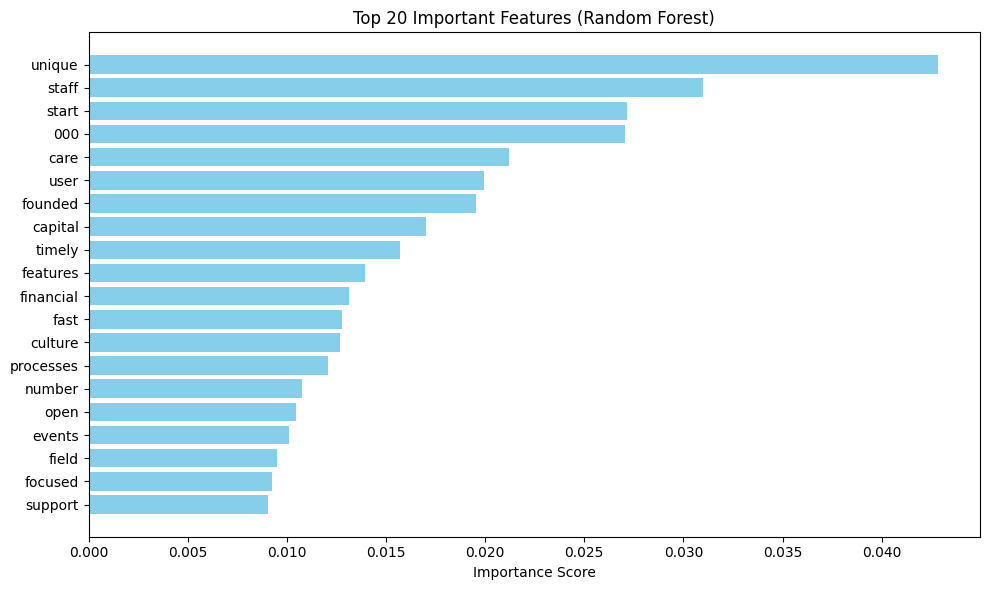 Top 20 Important Features (Random Forest)
unique
staff
start
000
care
user
founded
capital
timely
features
financial
fast
culture
processes
number
open
events
field
focused
support
0.000 0.005 0.010 0.015 0.020 0.025 0.030 0.035 0.040
Importance Score